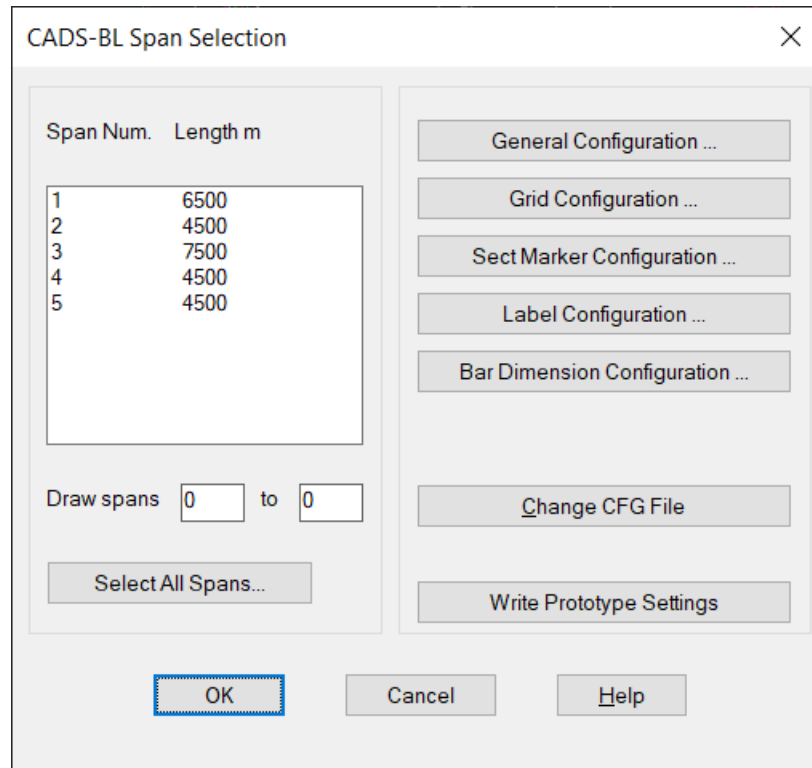 CADS-BL Span Selection
Span Num. Length m
1 6500
2 4500
3 7500
4 4500
5 4500
Draw spans 0 to 0
Select All Spans...
General Configuration ...
Grid Configuration ...
Sect Marker Configuration ...
Label Configuration ...
Bar Dimension Configuration ...
Change CFG File
Write Prototype Settings
OK Cancel Help